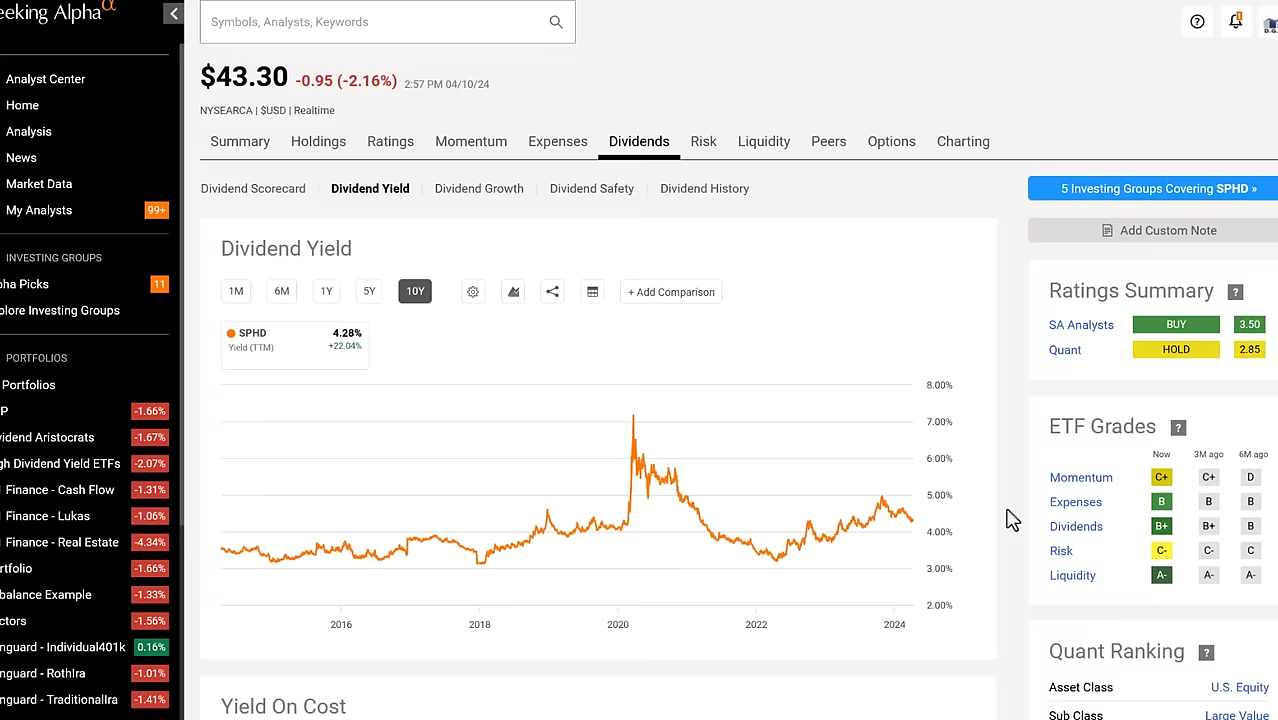 eeking Alpha α
Symbols, Analysts, Keywords
1
$43.30 -0.95 (-2.16%) 2:57 PM 04/10/24
NYSEARCA | $USD | Realtime
Summary Holdings Ratings Momentum Expenses Dividends Risk Liquidity Peers Options Charting
Dividend Scorecard Dividend Yield Dividend Growth Dividend Safety Dividend History
Analyst Center
Home
Analysis
News
Market Data
My Analysts 99+
INVESTING GROUPS
pha Picks 11
plore Investing Groups
PORTFOLIOS
Portfolios
P -1.66%
vidend Aristocrats -1.67%
gh Dividend Yield ETFs -2.07%
Finance - Cash Flow -1.31%
Finance - Lukas -1.06%
Finance - Real Estate -4.34%
rtfolio -1.66%
balance Example -1.33%
ctors -1.56%
nguard - Individual401k 0.16%
nguard - RothIra -1.01%
nguard - TraditionalIra -1.41%
Dividend Yield
1M 6M 1Y 5Y 10Y + Add Comparison
SPHD 4.28%
Yield (TTM) +22.04%
8.00%
7.00%
6.00%
5.00%
4.00%
3.00%
2.00%
2016 2018 2020 2022 2024
Yield On Cost
5 Investing Groups Covering SPHD »
Add Custom Note
Ratings Summary ?
SA Analysts BUY 3.50
Quant HOLD 2.85
ETF Grades ?
Now 3M ago 6M ago
Momentum C+ C+ D
Expenses B B B
Dividends B+ B+ B
Risk C- C- C
Liquidity A- A- A-
Quant Ranking ?
Asset Class U.S. Equity
Sub Class Large Value